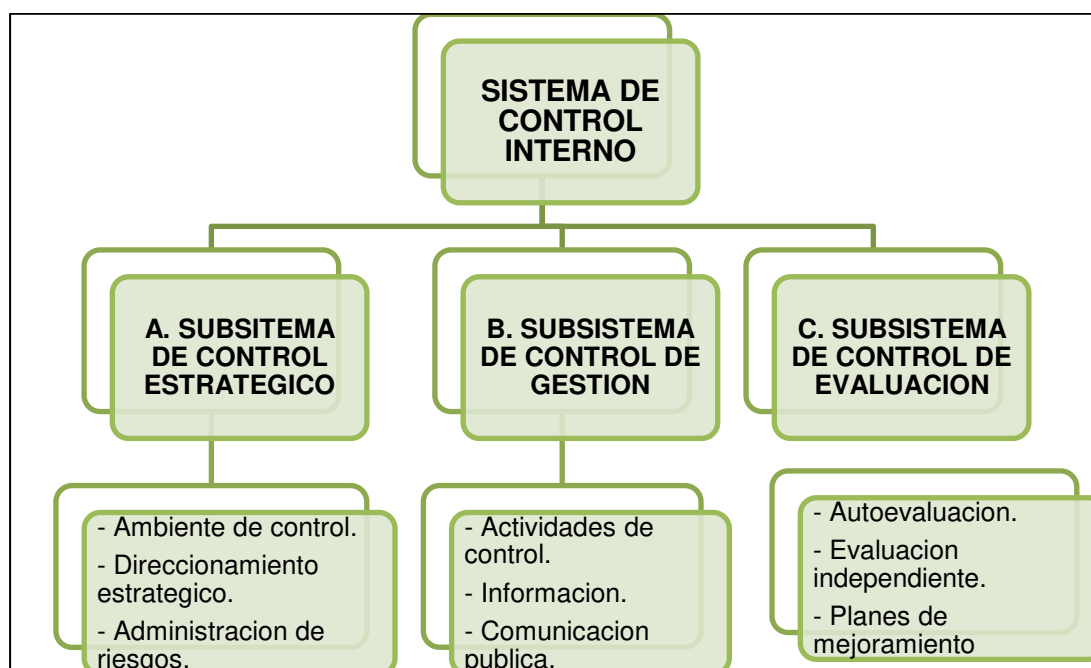 SISTEMA DE
CONTROL
INTERNO
A. SUBSITEMA
DE CONTROL
ESTRATEGICO
B. SUBSISTEMA
DE CONTROL DE
GESTION
C. SUBSISTEMA
DE CONTROL DE
EVALUACION
- Ambiente de control.
- Direccionamiento
estrategico.
- Administracion de
riesgos.
- Actividades de
control.
- Informacion.
- Comunicacion
publica.
- Autoevaluacion.
- Evaluacion
independiente.
- Planes de
mejoramiento